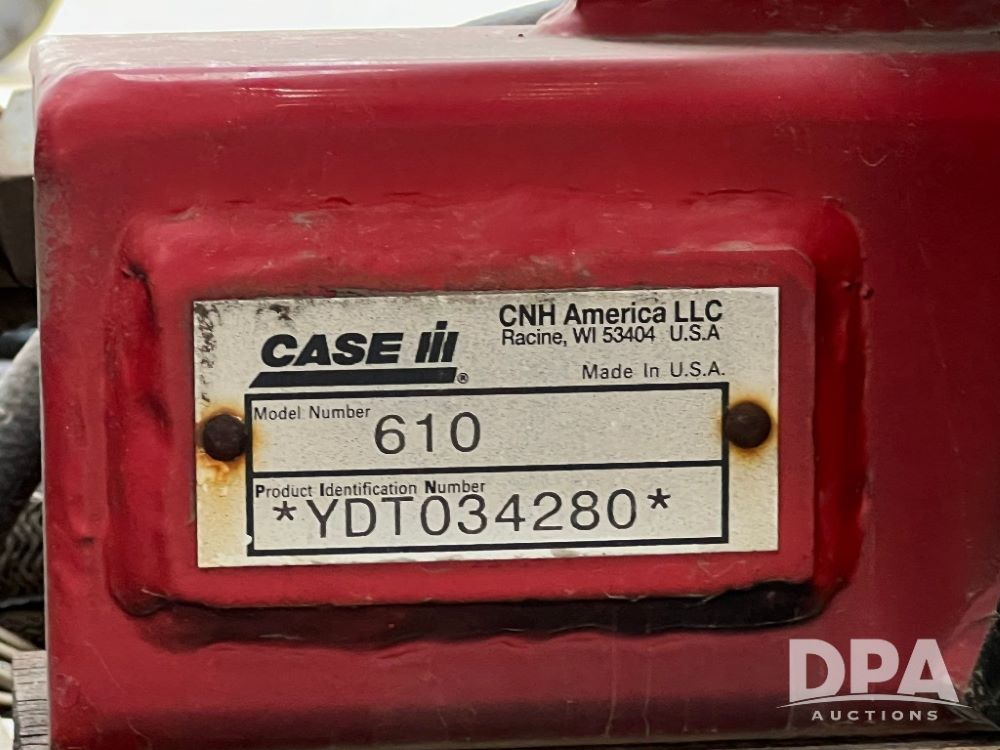 CASE IH
®
CNH America LLC
Racine, WI 53404 U.S.A
Made In U.S.A.
Model Number
610
Product Identification Number
*YDT034280*
DPA
AUCTIONS